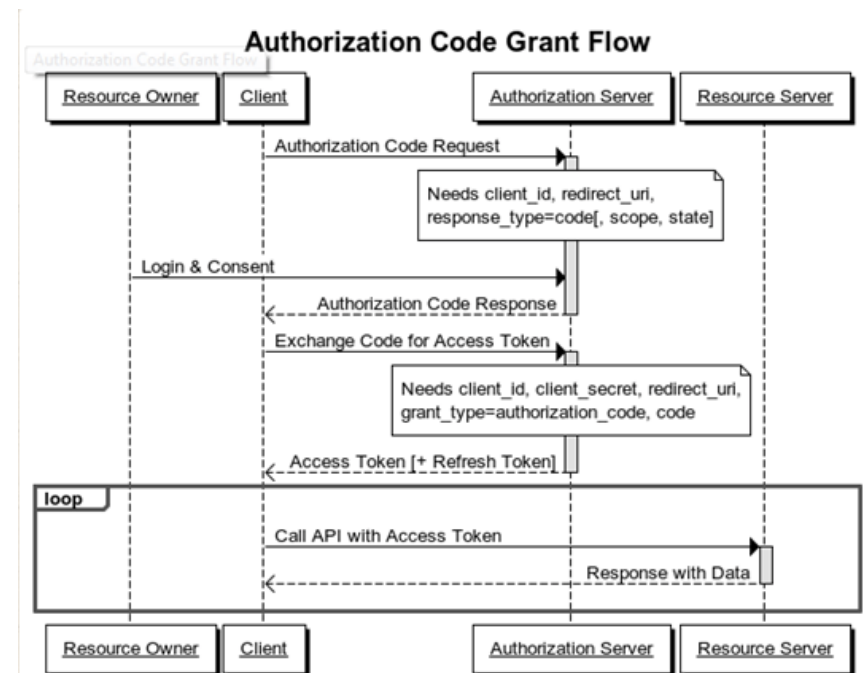 Authorization Code Grant Flow
Authorization Code Grant Flow
Resource Owner
Client
Authorization Server
Resource Server
Authorization Code Request
Needs client_id, redirect_uri,
response_type=code[, scope, state]
Login & Consent
Authorization Code Response
Exchange Code for Access Token
Needs client_id, client_secret, redirect_uri,
grant_type=authorization_code, code
Access Token [+ Refresh Token]
loop
Call API with Access Token
Response with Data
Resource Owner
Client
Authorization Server
Resource Server